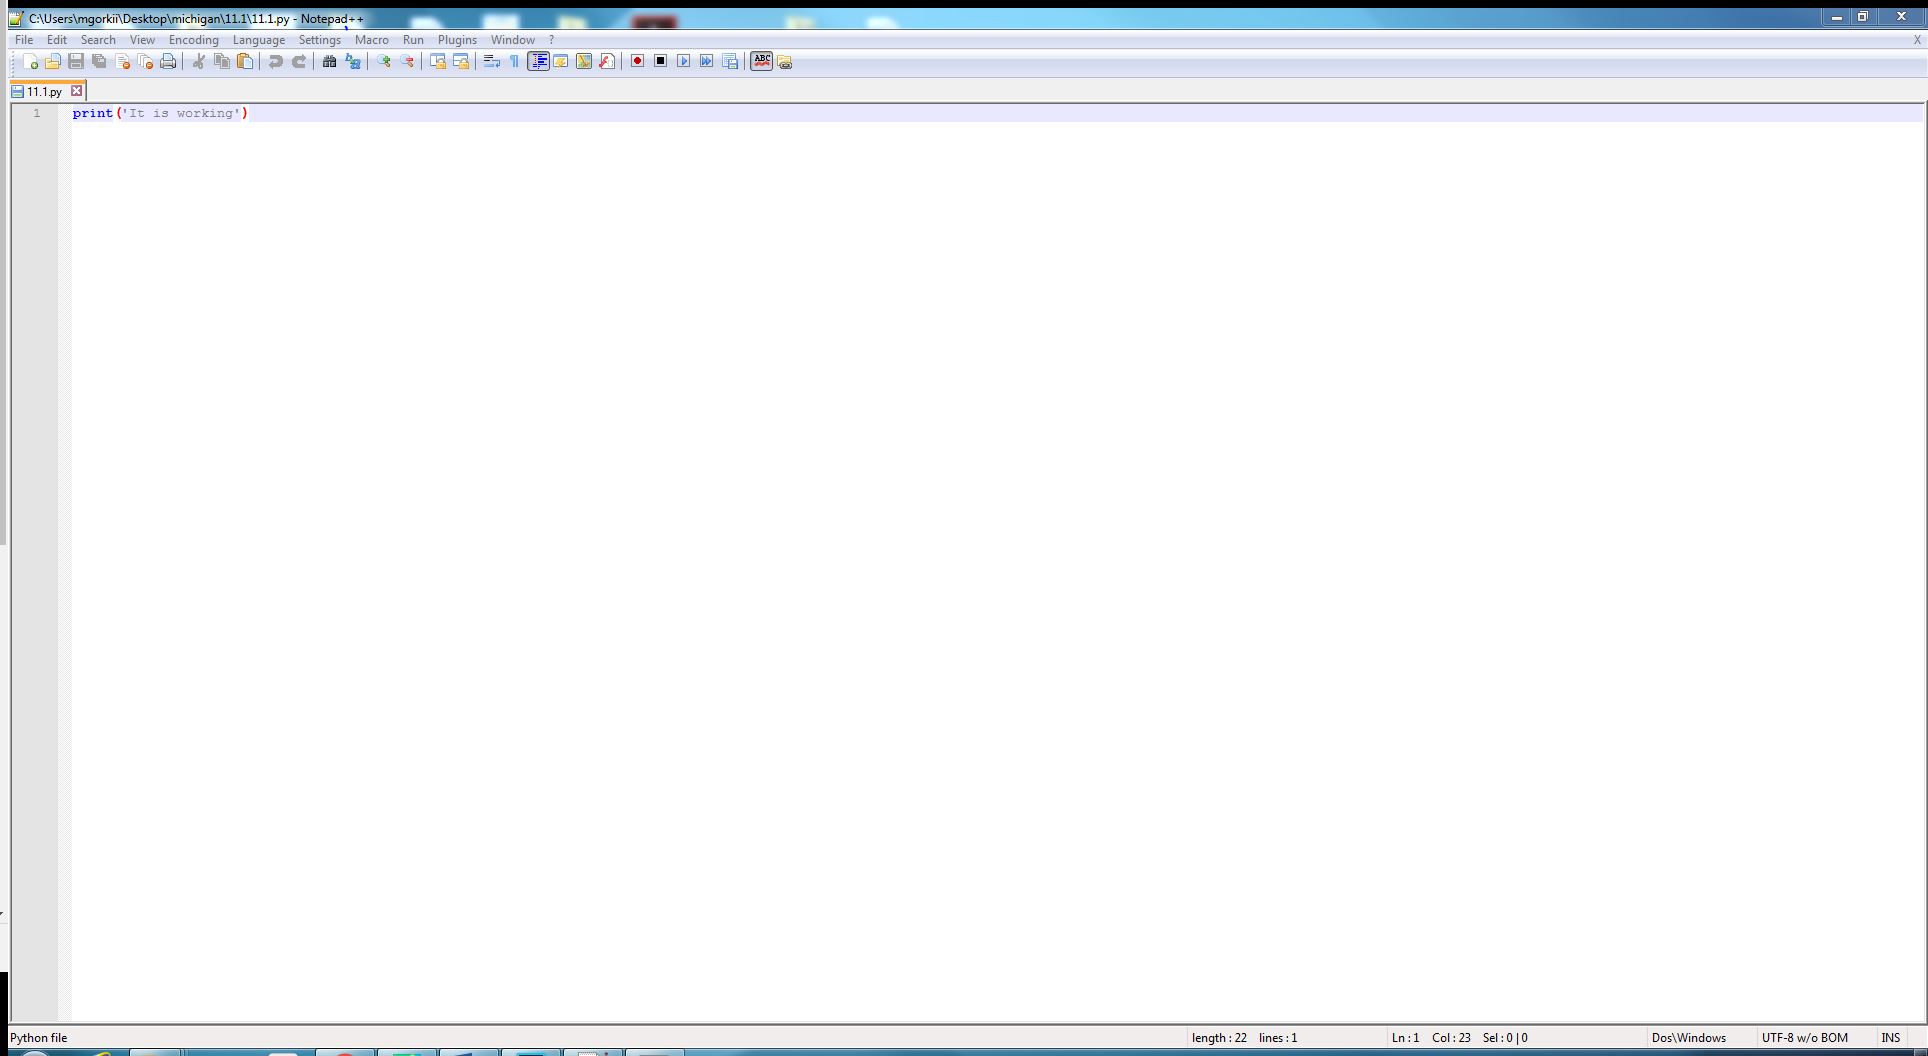 C:\Users\mgorkii\Desktop\michigan\11.1\11.1.py - Notepad++
File Edit Search View Encoding Language Settings Macro Run Plugins Window ? X
ABC
11.1.py
1 print('It is working')
Python file length : 22 lines : 1 Ln : 1 Col : 23 Sel : 0 | 0 Dos\Windows UTF-8 w/o BOM INS